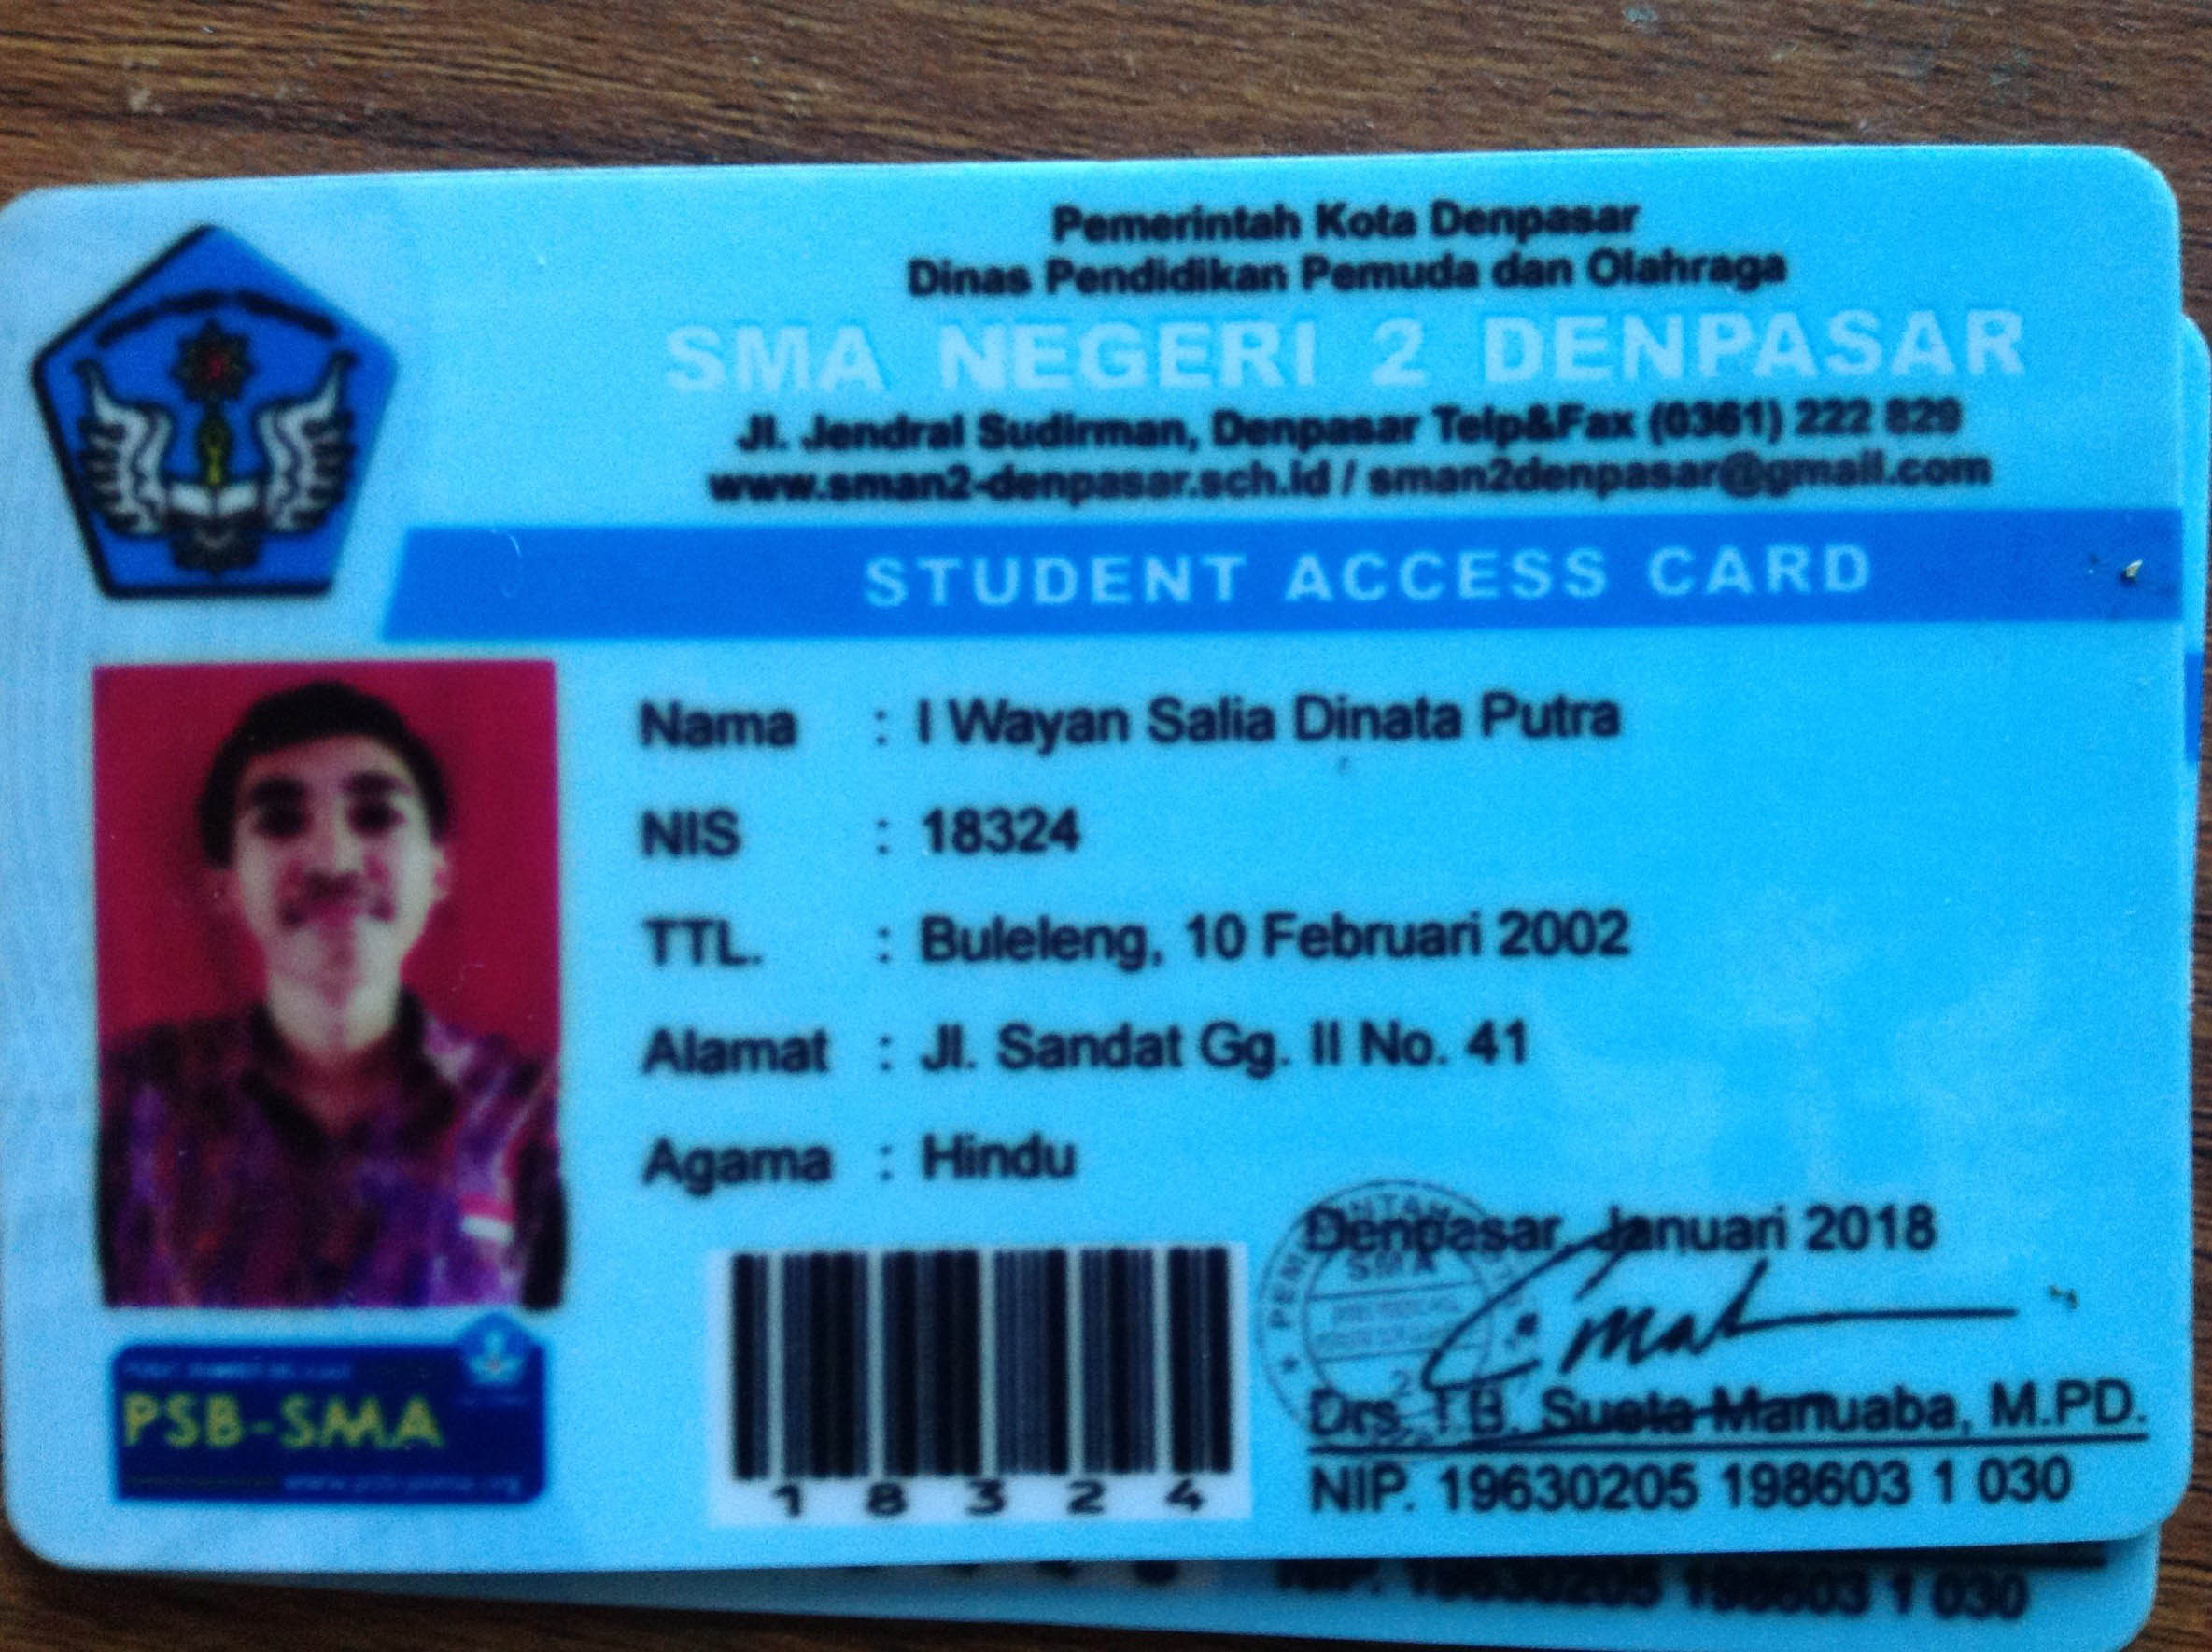 Pemerintah Kota Denpasar
Dinas Pendidikan Pemuda dan Olahraga
SMA NEGERI 2 DENPASAR
Jl. Jendral Sudirman, Denpasar Telp&Fax (0361) 222 829
www.sman2-denpasar.sch.id / sman2denpasar@gmail.com
STUDENT ACCESS CARD
Nama : I Wayan Salia Dinata Putra
NIS : 18324
TTL. : Buleleng, 10 Februari 2002
Alamat : Jl. Sandat Gg. II No. 41
Agama : Hindu
PSB-SMA
18324
Denpasar, Januari 2018
SMA
Drs. I.B. Sueta Manuaba, M.PD.
NIP. 19630205 198603 1 030
NIP. 19630205 198603 1 030